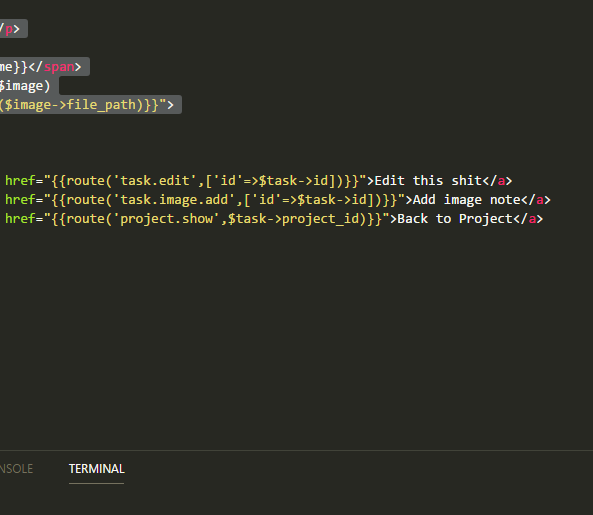 /p>
me}}</span>
$image)
($image->file_path)}}">
href="{{route('task.edit',['id'=>$task->id])}}">Edit this shit</a>
href="{{route('task.image.add',['id'=>$task->id])}}">Add image note</a>
href="{{route('project.show',$task->project_id)}}">Back to Project</a>
NSOLE TERMINAL